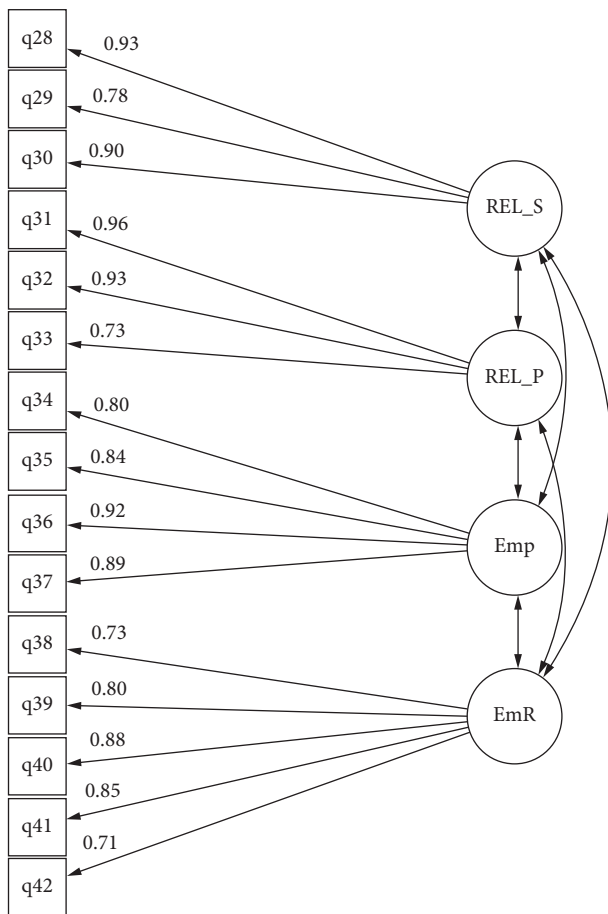 q28
0.93
q29
0.78
q30
0.90
REL_S
q31
0.96
q32
0.93
q33
0.73
REL_P
q34
0.80
q35
0.84
q36
0.92
Emp
q37
0.89
q38
0.73
q39
0.80
EmR
q40
0.88
q41
0.85
q42
0.71